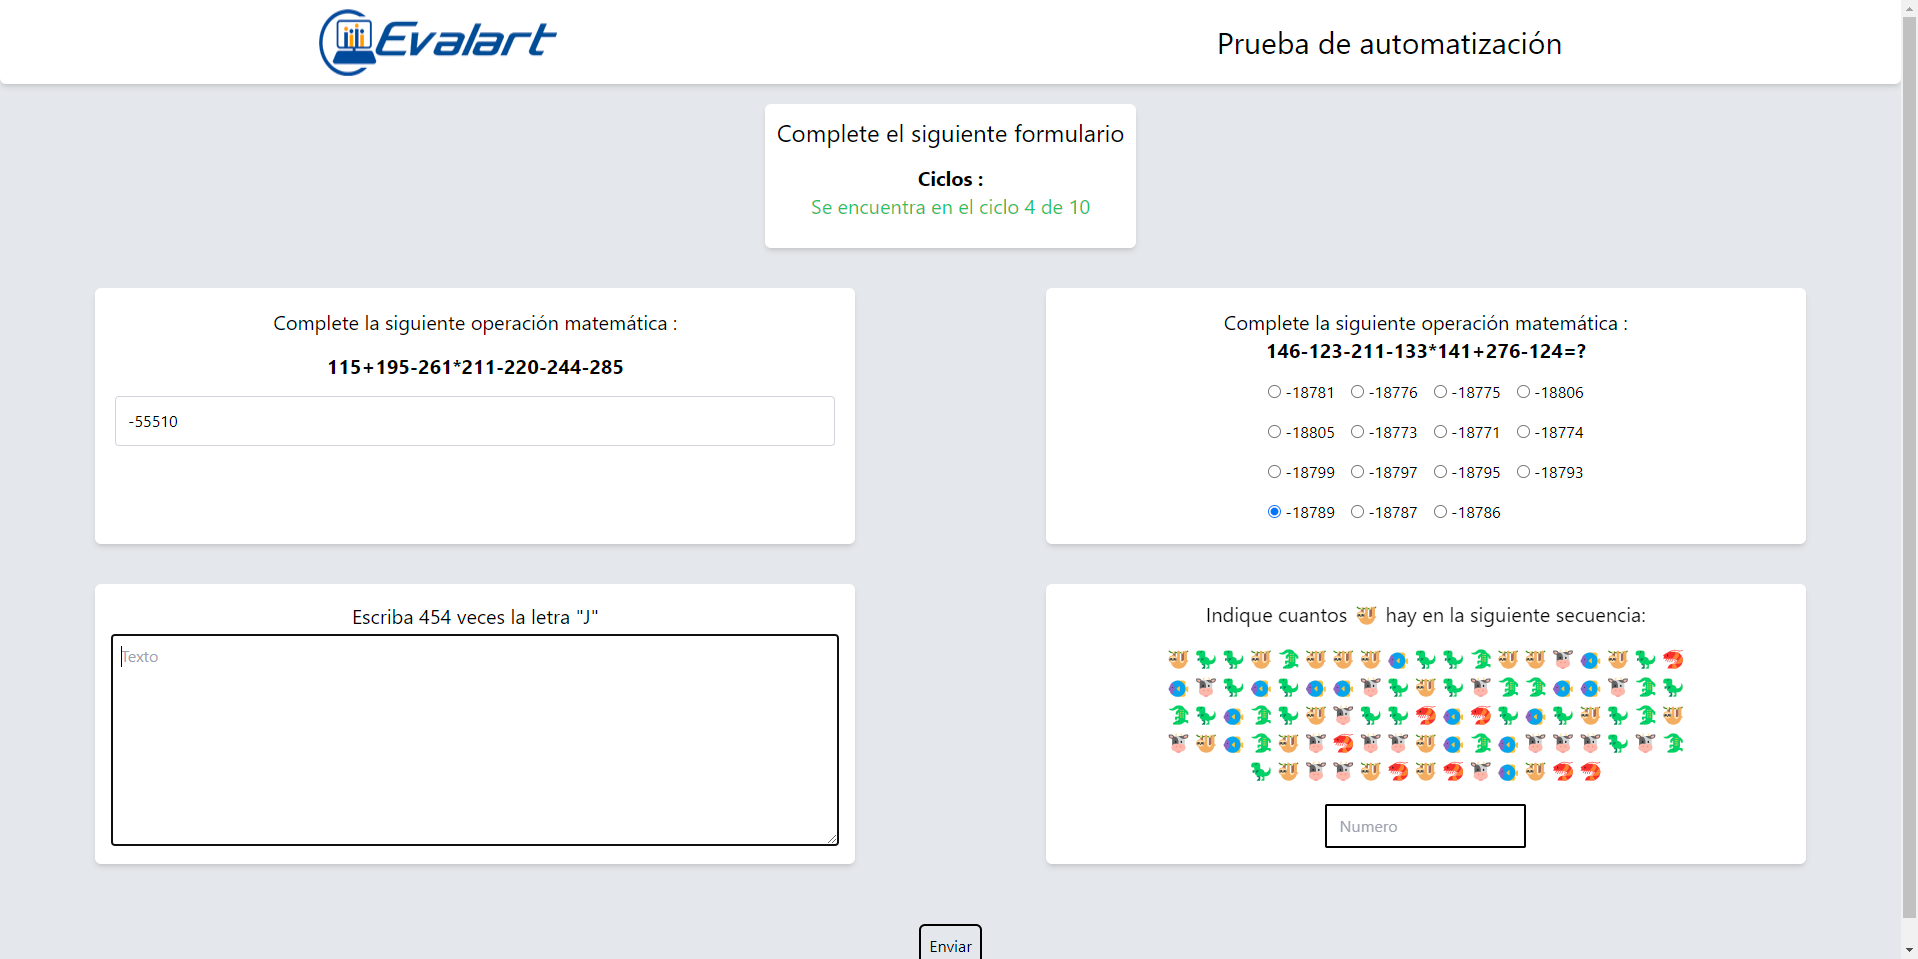 Evalart
Prueba de automatización
Complete el siguiente formulario
Ciclos :
Se encuentra en el ciclo 4 de 10
Complete la siguiente operación matemática :
115+195-261*211-220-244-285
-55510
Complete la siguiente operación matemática :
146-123-211-133*141+276-124=?
-18781 -18776 -18775 -18806
-18805 -18773 -18771 -18774
-18799 -18797 -18795 -18793
-18789 -18787 -18786
Escriba 454 veces la letra "J"
Texto
Indique cuantos 🦥 hay en la siguiente secuencia:
Numero
Enviar